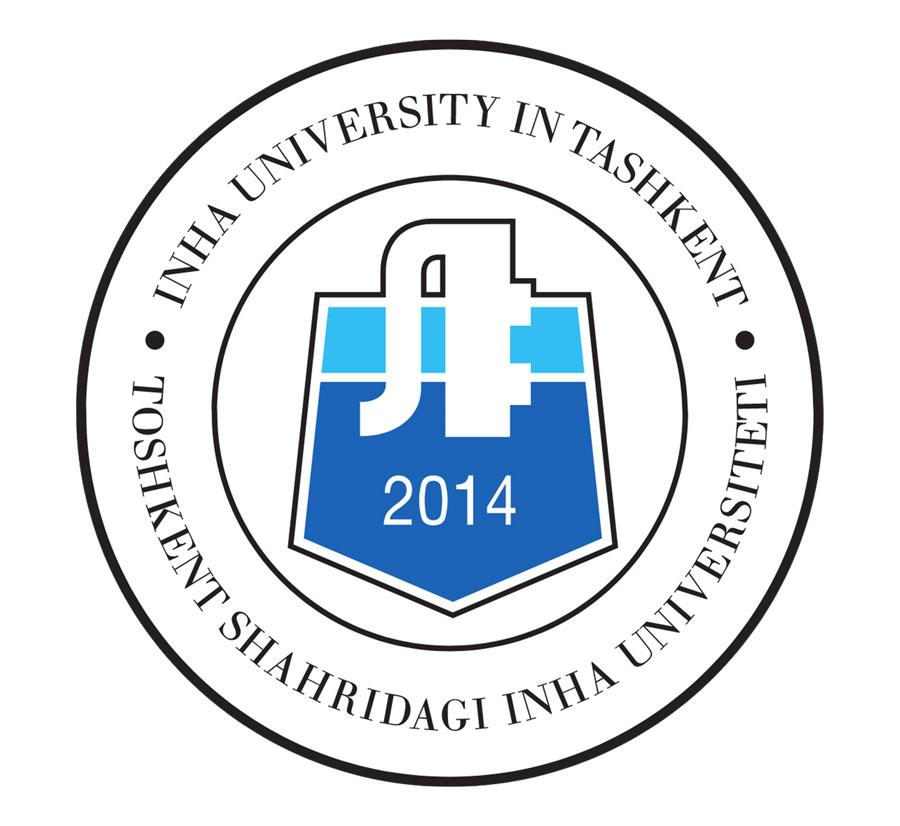 INHA UNIVERSITY IN TASHKENT
2014
TOSHKENT SHAHRIDAGI INHA UNIVERSITETI